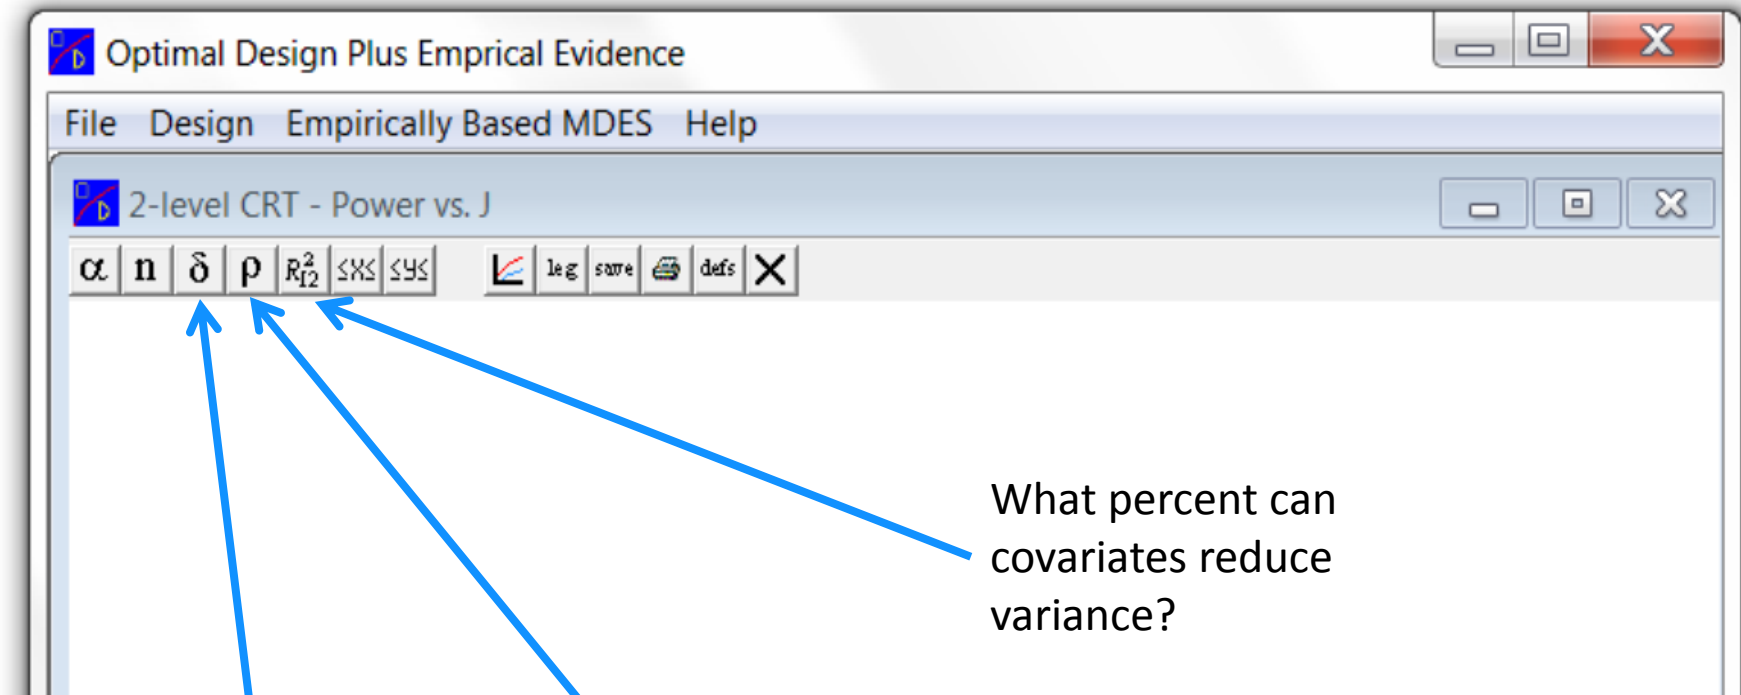 Optimal Design Plus Emprical Evidence
File Design Empirically Based MDES Help
2-level CRT - Power vs. J
α n δ ρ R²₁₂ ≤X≤ ≤Y≤ leg save defs
What percent can
covariates reduce
variance?